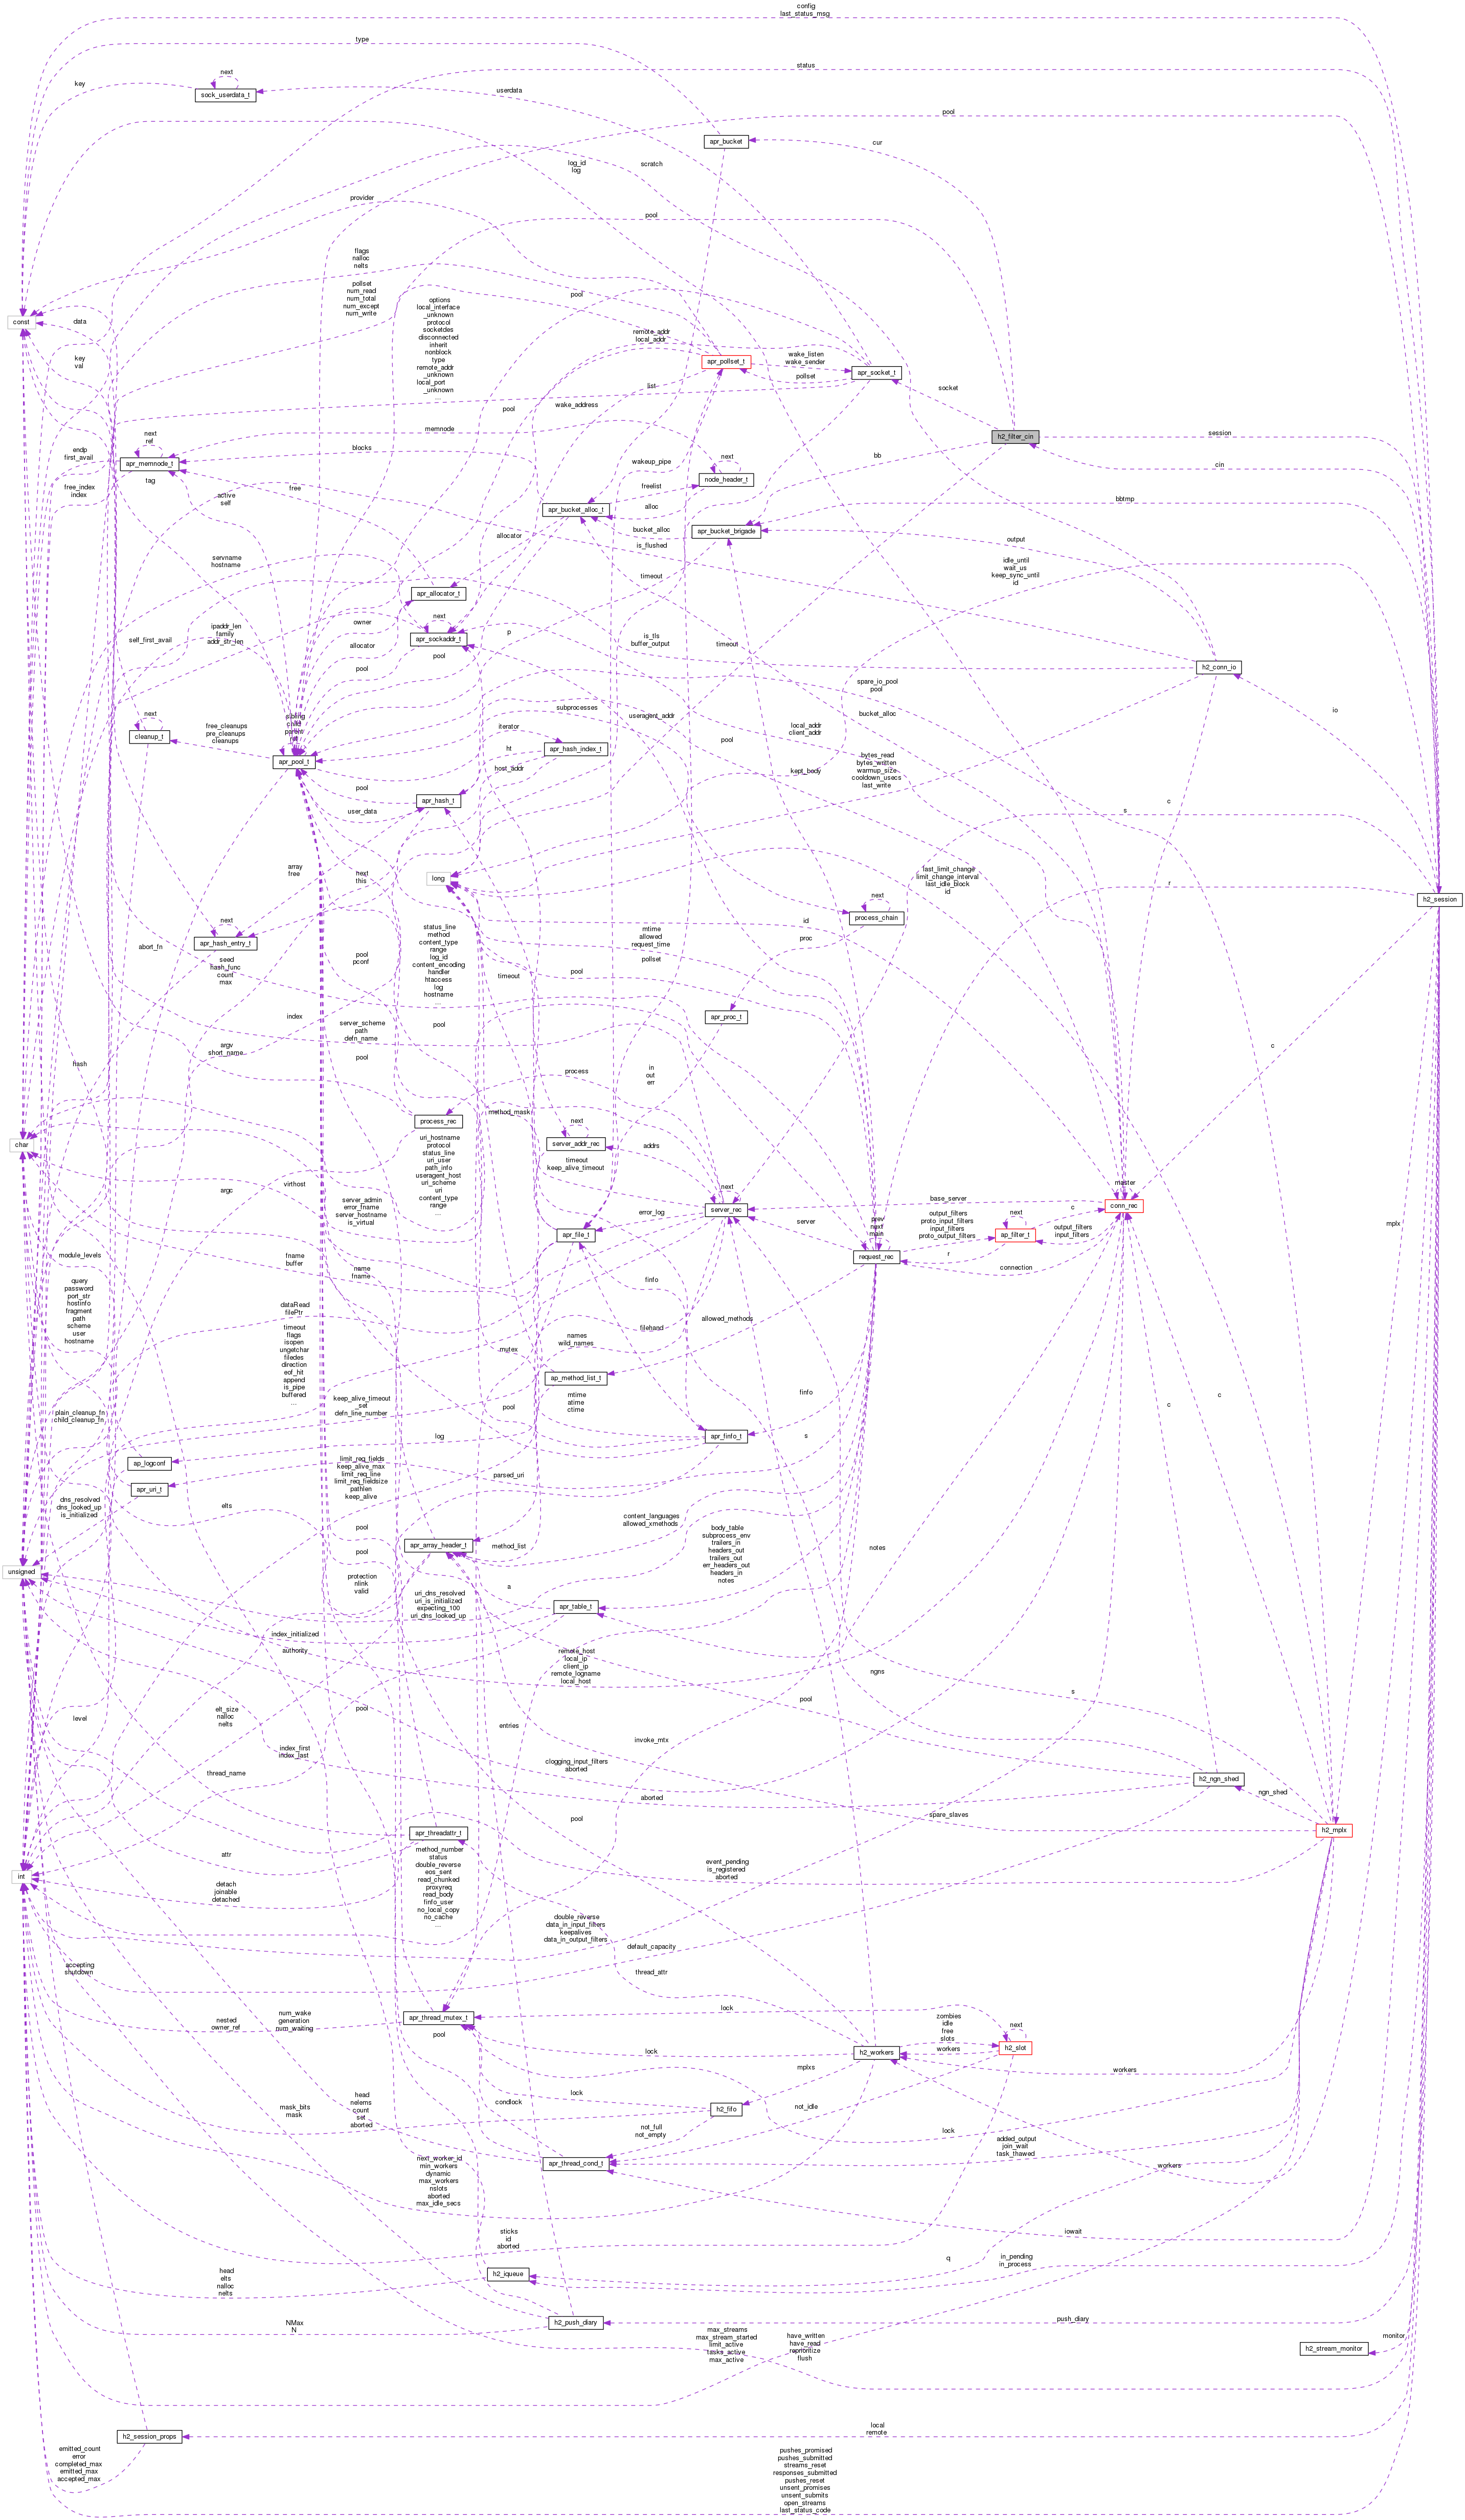 config
last_status_msg
type
status
next
key
sock_userdata_t
userdata
pool
apr_bucket
cur
log_id
log
scratch
provider
pool
flags
nalloc
nelts
pollset
num_read
num_total
num_except
num_write
pool
options
local_interface
_unknown
protocol
socketdes
disconnected
inherit
nonblock
type
remote_addr
_unknown
local_port
_unknown
...
const
data
remote_addr
local_addr
key
val
apr_pollset_t
wake_listen
wake_sender
pollset
apr_socket_t
socket
list
wake_address
pool
memnode
h2_filter_cin
session
next
ref
blocks
endp
first_avail
apr_memnode_t
wakeup_pipe
next
bb
cin
node_header_t
free_index
index
tag
active
self
free
freelist
alloc
bbtmp
apr_bucket_alloc_t
bucket_alloc
apr_bucket_brigade
allocator
is_flushed
output
servname
hostname
idle_until
wait_us
keep_sync_until
id
timeout
apr_allocator_t
owner
next
apr_sockaddr_t
self_first_avail
ipaddr_len
family
addr_str_len
allocator
pool
pool
p
is_tls
buffer_output
timeout
h2_conn_io
spare_io_pool
pool
io
next
cleanup_t
free_cleanups
pre_cleanups
cleanups
sibling
child
parent
ref
apr_pool_t
subprocesses
useragent_addr
bucket_alloc
iterator
apr_hash_index_t
ht
host_addr
pool
local_addr
client_addr
bytes_read
bytes_written
warmup_size
cooldown_usecs
last_write
kept_body
pool
apr_hash_t
user_data
c
s
long
array
free
next
this
last_limit_change
limit_change_interval
last_idle_block
id
r
h2_session
next
process_chain
next
apr_hash_entry_t
abort_fn
seed
hash_func
count
max
pool
pconf
status_line
method
content_type
range
log_id
content_encoding
handler
htaccess
log
hostname
...
id
mtime
allowed
request_time
proc
timeout
pool
pollset
index
server_scheme
path
defn_name
pool
apr_proc_t
c
flash
argv
short_name
pool
in
out
err
process
method_mask
process_rec
char
next
server_addr_rec
addrs
uri_hostname
protocol
status_line
uri_user
path_info
useragent_host
uri_scheme
uri
content_type
range
...
timeout
keep_alive_timeout
argc
virthost
next
master
server_rec
base_server
conn_rec
server_admin
error_fname
server_hostname
is_virtual
error_log
server
prev
next
main
output_filters
proto_input_filters
input_filters
proto_output_filters
next
c
ap_filter_t
output_filters
input_filters
apr_file_t
request_rec
r
connection
mplx
module_levels
fname
buffer
name
fname
finfo
query
password
port_str
hostinfo
fragment
path
scheme
user
hostname
dataRead
filePtr
timeout
flags
isopen
ungetchar
filedes
direction
eof_hit
append
is_pipe
buffered
...
names
wild_names
filehand
allowed_methods
mutex
ap_method_list_t
mtime
atime
ctime
finfo
c
c
plain_cleanup_fn
child_cleanup_fn
keep_alive_timeout
_set
defn_line_number
pool
log
apr_finfo_t
s
ap_logconf
limit_req_fields
keep_alive_max
limit_req_line
limit_req_fieldsize
pathlen
keep_alive
parsed_uri
apr_uri_t
dns_resolved
dns_looked_up
is_initialized
elts
content_languages
allowed_xmethods
pool
apr_array_header_t
method_list
body_table
subprocess_env
trailers_in
headers_out
trailers_out
err_headers_out
headers_in
notes
notes
pool
unsigned
protection
nlink
valid
a
apr_table_t
uri_dns_resolved
uri_is_initialized
expecting_100
uri_dns_looked_up
index_initialized
authority
remote_host
local_ip
client_ip
remote_logname
local_host
ngns
s
pool
elt_size
nalloc
nelts
pool
level
entries
invoke_mtx
index_first
index_last
clogging_input_filters
aborted
thread_name
h2_ngn_shed
ngn_shed
aborted
spare_slaves
h2_mplx
apr_threadattr_t
pool
attr
method_number
status
double_reverse
eos_sent
read_chunked
proxyreq
read_body
finfo_user
no_local_copy
no_cache
...
event_pending
is_registered
aborted
int
detach
joinable
detached
double_reverse
data_in_input_filters
keepalives
data_in_output_filters
default_capacity
accepting
shutdown
thread_attr
apr_thread_mutex_t
lock
zombies
idle
free
slots
next
h2_slot
workers
nested
owner_ref
num_wake
generation
num_waiting
pool
lock
h2_workers
mplxs
workers
lock
head
nelems
count
set
aborted
mask_bits
mask
condlock
h2_fifo
not_idle
not_full
not_empty
lock
added_output
join_wait
task_thawed
apr_thread_cond_t
next_worker_id
min_workers
dynamic
max_workers
nslots
aborted
max_idle_secs
workers
sticks
id
aborted
iowait
q
in_pending
in_process
head
elts
nalloc
nelts
h2_iqueue
NMax
N
h2_push_diary
push_diary
max_streams
max_stream_started
limit_active
tasks_active
max_active
have_written
have_read
reprioritize
flush
monitor
h2_stream_monitor
local
remote
h2_session_props
emitted_count
error
completed_max
emitted_max
accepted_max
pushes_promised
pushes_submitted
streams_reset
responses_submitted
pushes_reset
unsent_promises
unsent_submits
open_streams
last_status_code